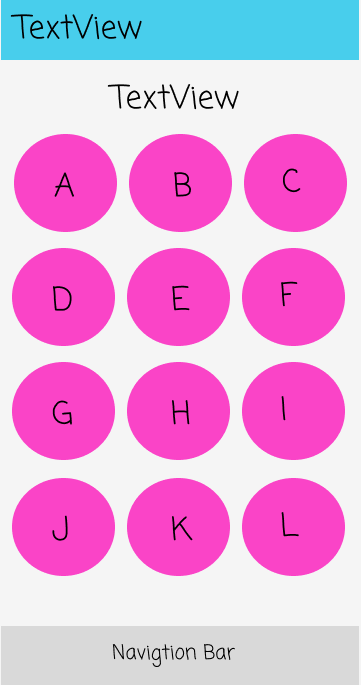 TextView
TextView
A B C
D E F
G H I
J K L
Navigtion Bar